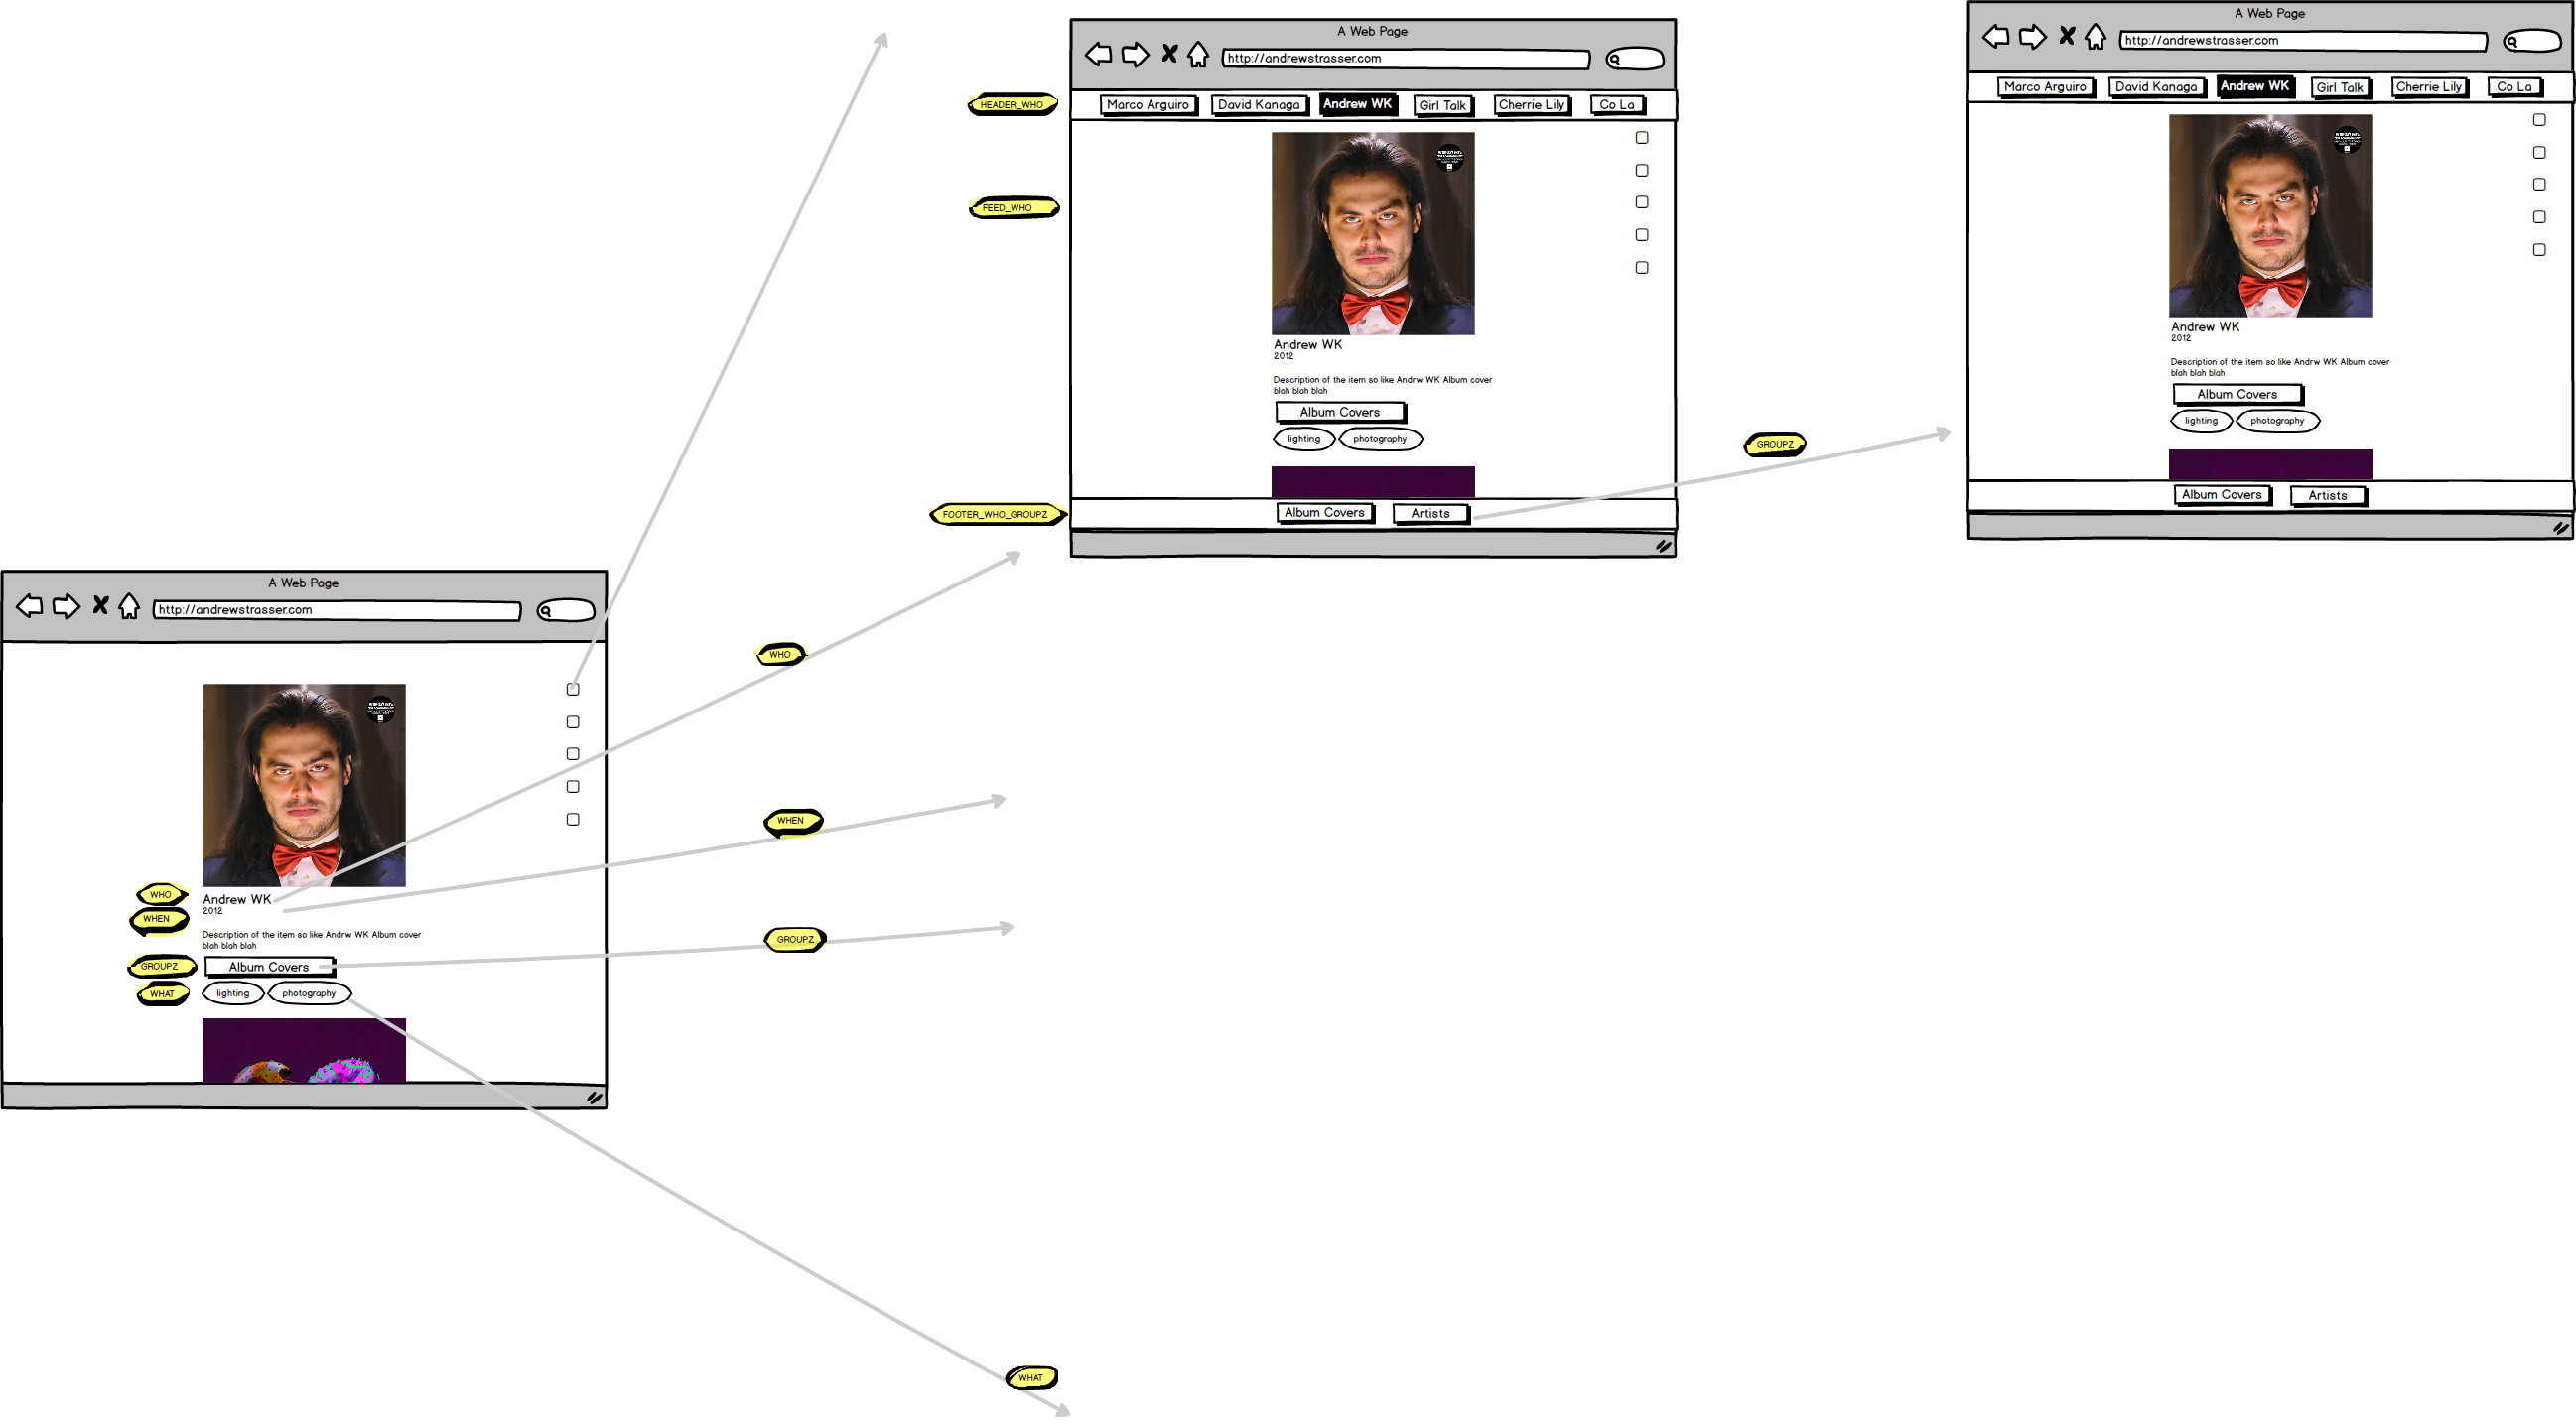 A Web Page
http://andrewstrasser.com
HEADER_WHO
Marco Arguiro
David Kanaga
Andrew WK
Girl Talk
Cherrie Lily
Co La
FEED_WHO
Andrew WK
2012
Description of the item so like Andrw WK Album cover
blah blah blah
Album Covers
lighting
photography
FOOTER_WHO_GROUPZ
Album Covers
Artists
GROUPZ
A Web Page
http://andrewstrasser.com
Marco Arguiro
David Kanaga
Andrew WK
Girl Talk
Cherrie Lily
Co La
Andrew WK
2012
Description of the item so like Andrw WK Album cover
blah blah blah
Album Covers
lighting
photography
Album Covers
Artists
A Web Page
http://andrewstrasser.com
WHO
Andrew WK
WHEN
2012
Description of the item so like Andrw WK Album cover
blah blah blah
GROUPZ
Album Covers
WHAT
lighting
photography
WHO
WHEN
GROUPZ
WHAT